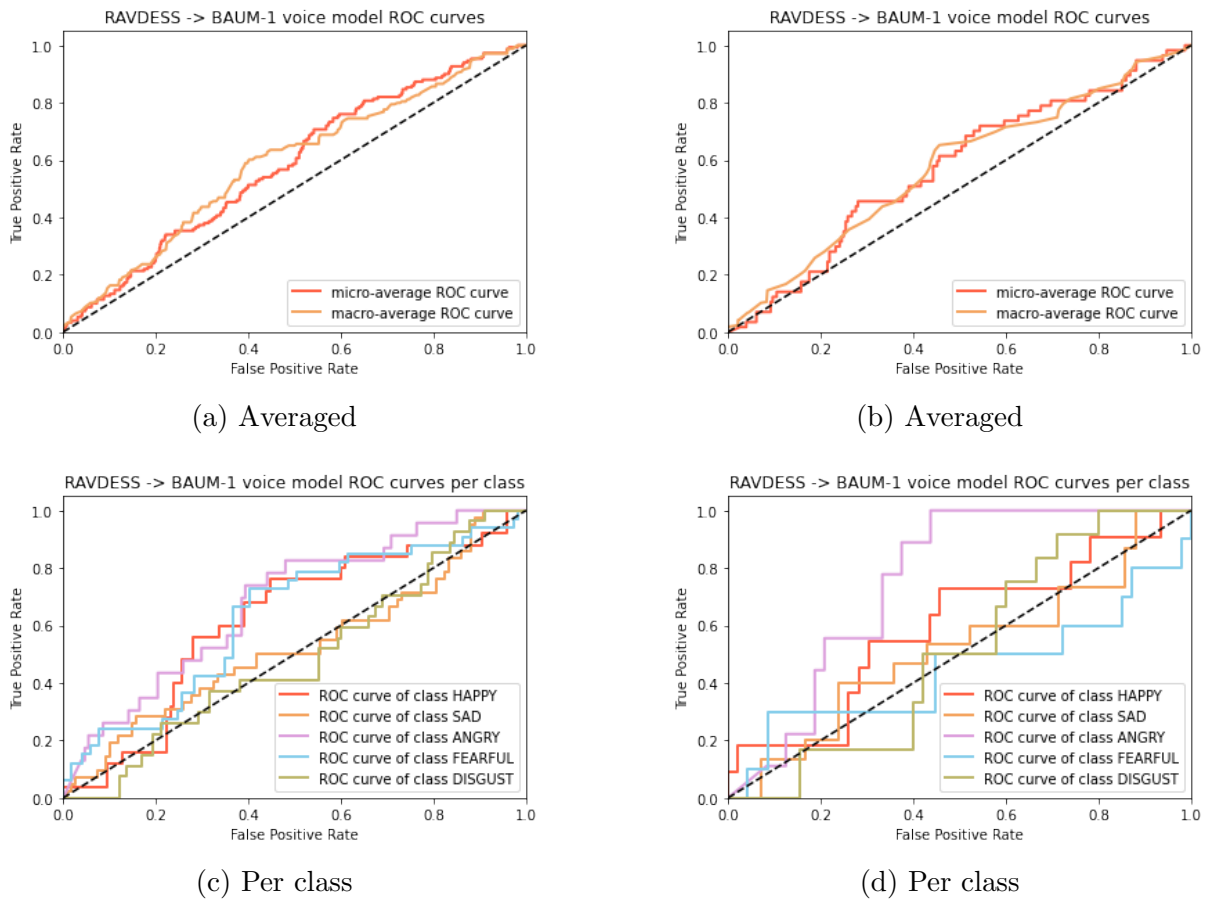 RAVDESS -> BAUM-1 voice model ROC curves
1.0
0.8
0.6
0.4
0.2
0.0
True Positive Rate
micro-average ROC curve
macro-average ROC curve
0.0 0.2 0.4 0.6 0.8 1.0
False Positive Rate
(a) Averaged
RAVDESS -> BAUM-1 voice model ROC curves
1.0
0.8
0.6
0.4
0.2
0.0
True Positive Rate
micro-average ROC curve
macro-average ROC curve
0.0 0.2 0.4 0.6 0.8 1.0
False Positive Rate
(b) Averaged
RAVDESS -> BAUM-1 voice model ROC curves per class
1.0
0.8
0.6
0.4
0.2
0.0
True Positive Rate
ROC curve of class HAPPY
ROC curve of class SAD
ROC curve of class ANGRY
ROC curve of class FEARFUL
ROC curve of class DISGUST
0.0 0.2 0.4 0.6 0.8 1.0
False Positive Rate
(c) Per class
RAVDESS -> BAUM-1 voice model ROC curves per class
1.0
0.8
0.6
0.4
0.2
0.0
True Positive Rate
ROC curve of class HAPPY
ROC curve of class SAD
ROC curve of class ANGRY
ROC curve of class FEARFUL
ROC curve of class DISGUST
0.0 0.2 0.4 0.6 0.8 1.0
False Positive Rate
(d) Per class